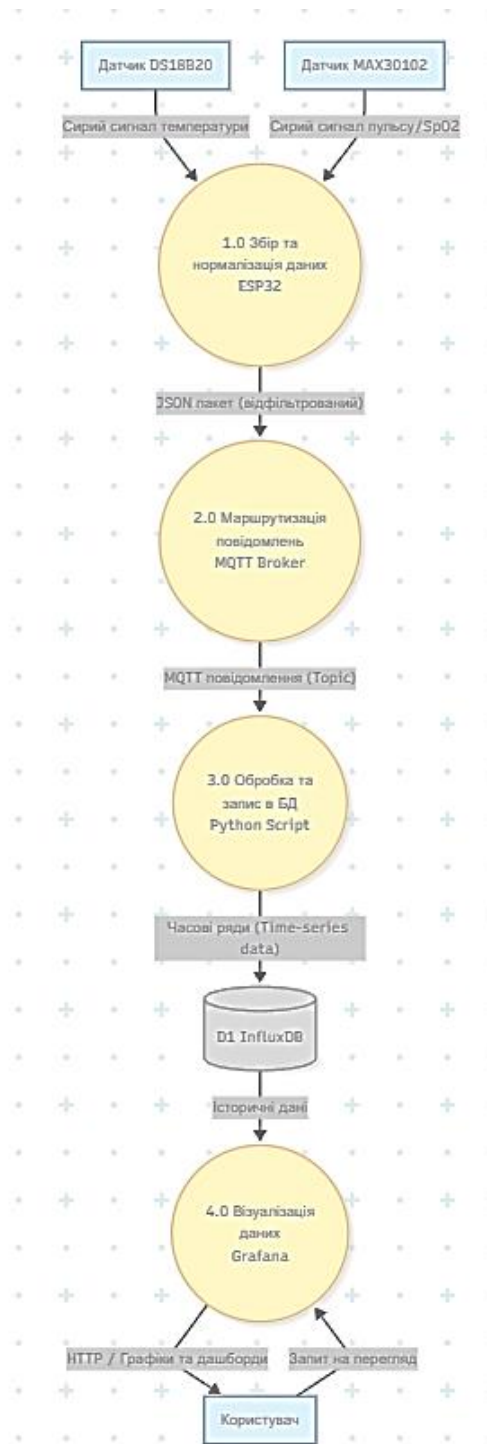 Датчик DS18B20
Датчик MAX30102
Сирий сигнал температури
Сирий сигнал пульсу/SpO2
1.0 Збір та
нормалізація даних
ESP32
JSON пакет (відфільтрований)
2.0 Маршрутизація
повідомлень
MQTT Broker
MQTT повідомлення (Topic)
3.0 Обробка та
запис в БД
Python Script
Часові ряди (Time-series
data)
D1 InfluxDB
Історичні дані
4.0 Візуалізація
даних
Grafana
HTTP / Графіки та дашборди
Запит на перегляд
Користувач